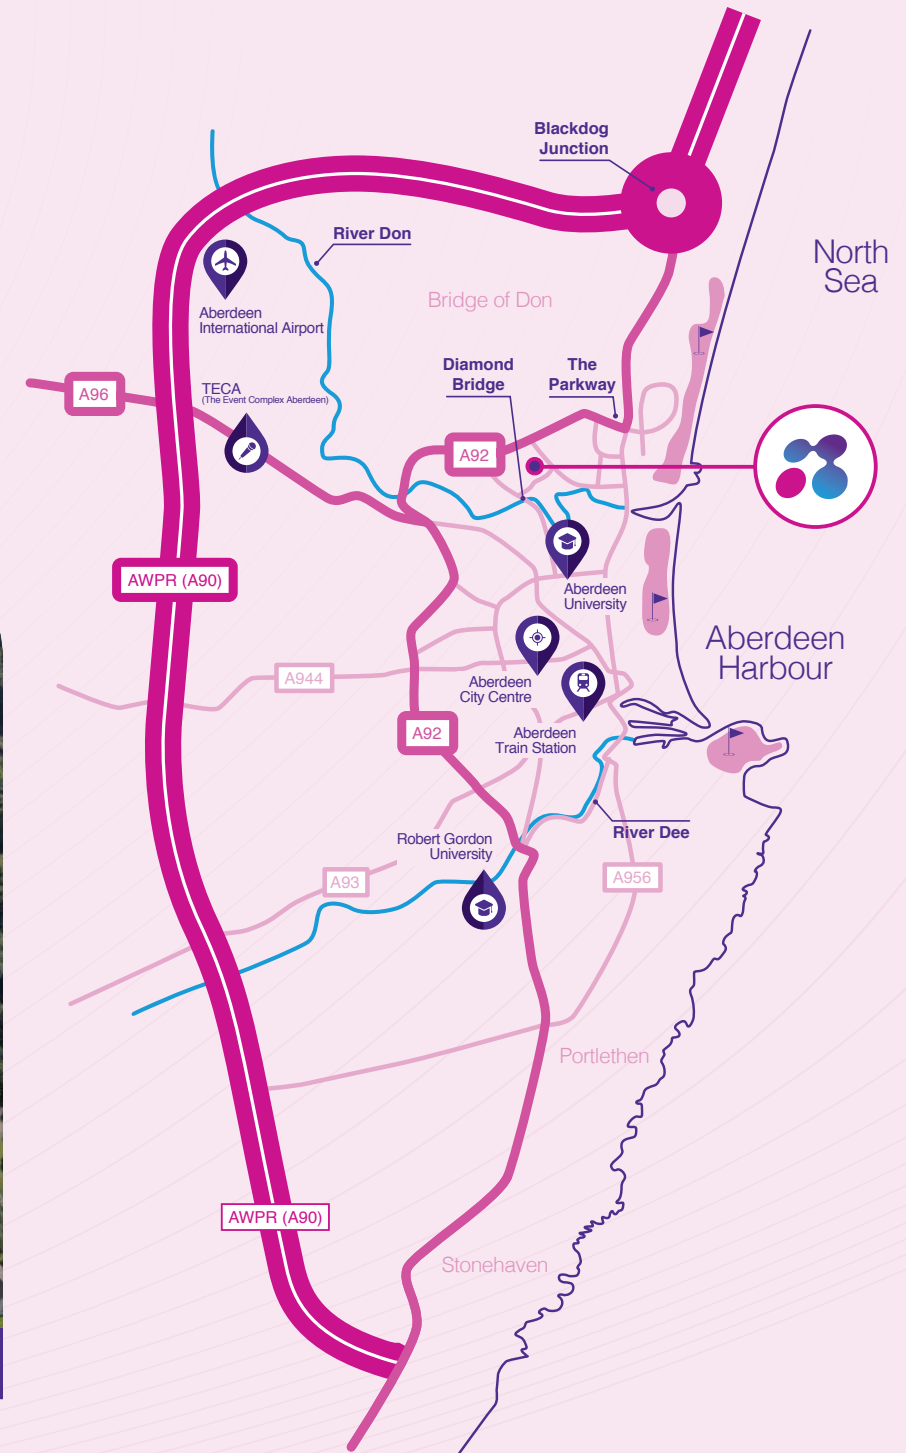 Blackdog
Junction
River Don
North
Sea
Bridge of Don
Aberdeen
International Airport
Diamond
Bridge
The
Parkway
A96
TECA
(The Event Complex Aberdeen)
A92
AWPR (A90)
Aberdeen
University
Aberdeen
Harbour
A944
Aberdeen
City Centre
A92
Aberdeen
Train Station
River Dee
Robert Gordon
University
A93
A956
Portlethen
AWPR (A90)
Stonehaven